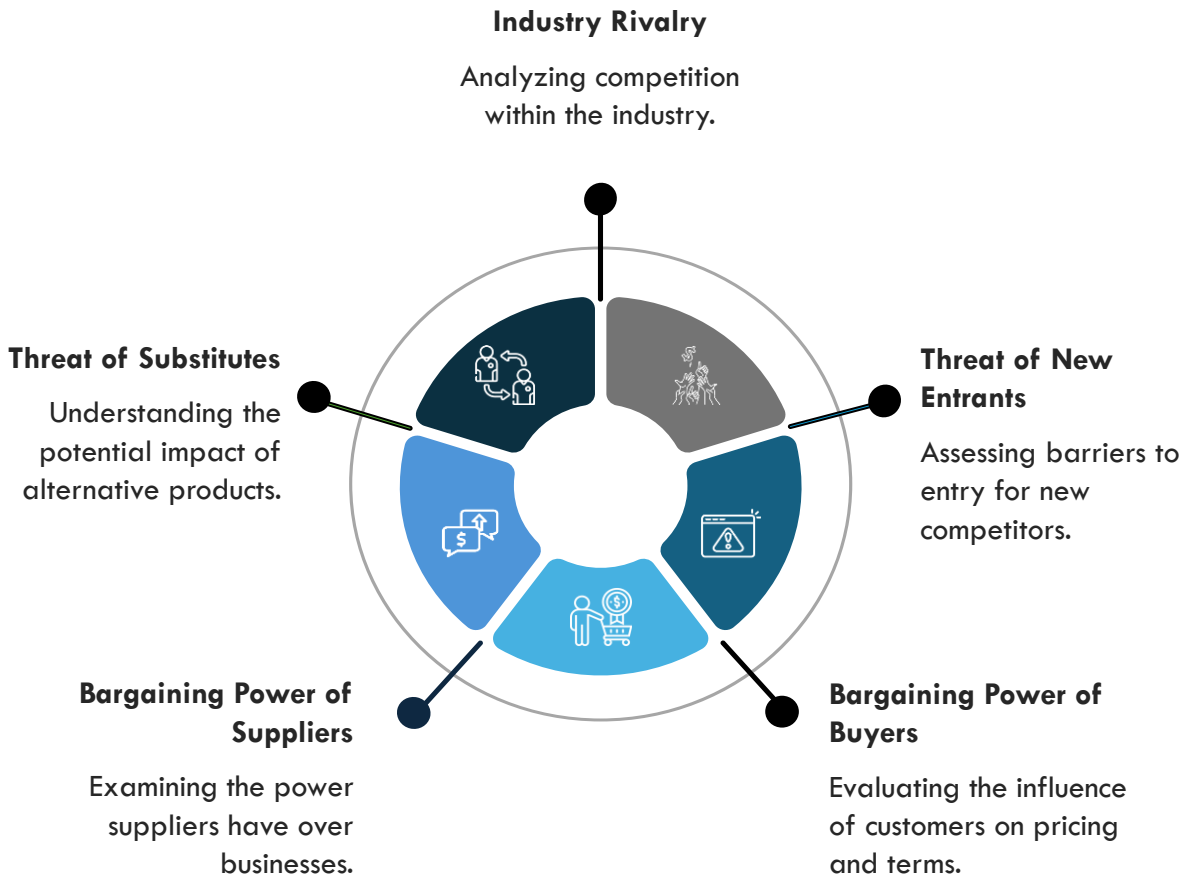 Industry Rivalry
Analyzing competition
within the industry.
Threat of Substitutes
Understanding the
potential impact of
alternative products.
Threat of New
Entrants
Assessing barriers to
entry for new
competitors.
$
$
$
Bargaining Power of
Suppliers
Examining the power
suppliers have over
businesses.
Bargaining Power of
Buyers
Evaluating the influence
of customers on pricing
and terms.